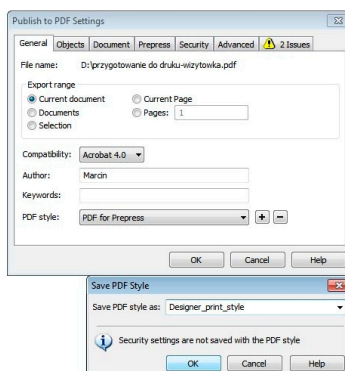 Publish to PDF Settings
General Objects Document Prepress Security Advanced 2 Issues
File name: D:\przygotowanie do druku-wizytowka.pdf
Export range
Current document Current Page
Documents Pages: 1
Selection
Compatibility: Acrobat 4.0
Author: Marcin
Keywords:
PDF style: PDF for Prepress
OK Cancel Help
Save PDF Style
Save PDF style as: Designer_print_style
Security settings are not saved with the PDF style
OK Cancel Help